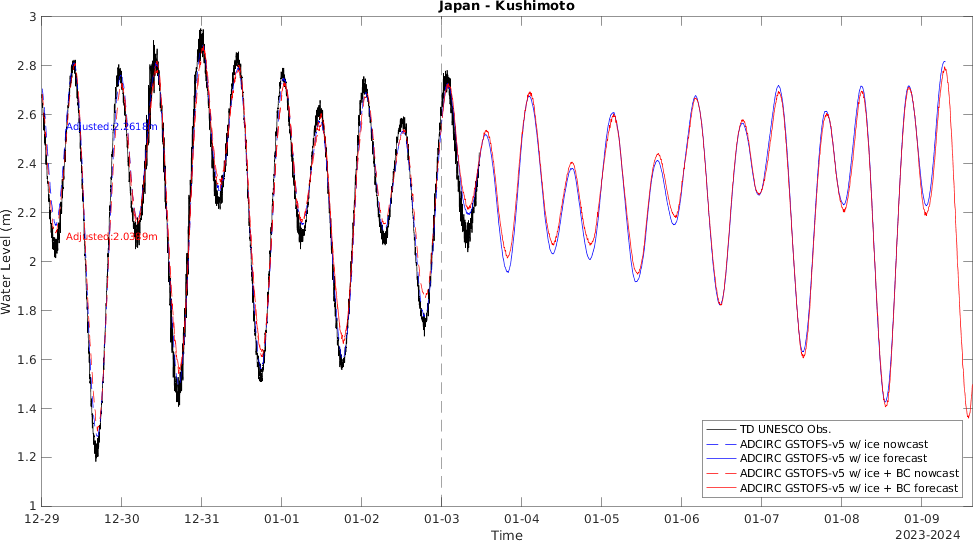 Japan - Kushimoto
3
2.8
2.6
2.4
2.2
2
1.8
1.6
1.4
1.2
1
Water Level (m)
Adjusted:2.2618m
TD UNESCO Obs.
ADCIRC GSTOFS-v5 w/ ice nowcast
ADCIRC GSTOFS-v5 w/ ice forecast
ADCIRC GSTOFS-v5 w/ ice + BC nowcast
ADCIRC GSTOFS-v5 w/ ice + BC forecast
12-29
12-30
12-31
01-01
01-02
01-03
01-04
01-05
01-06
01-07
01-08
01-09
Time
2023-2024